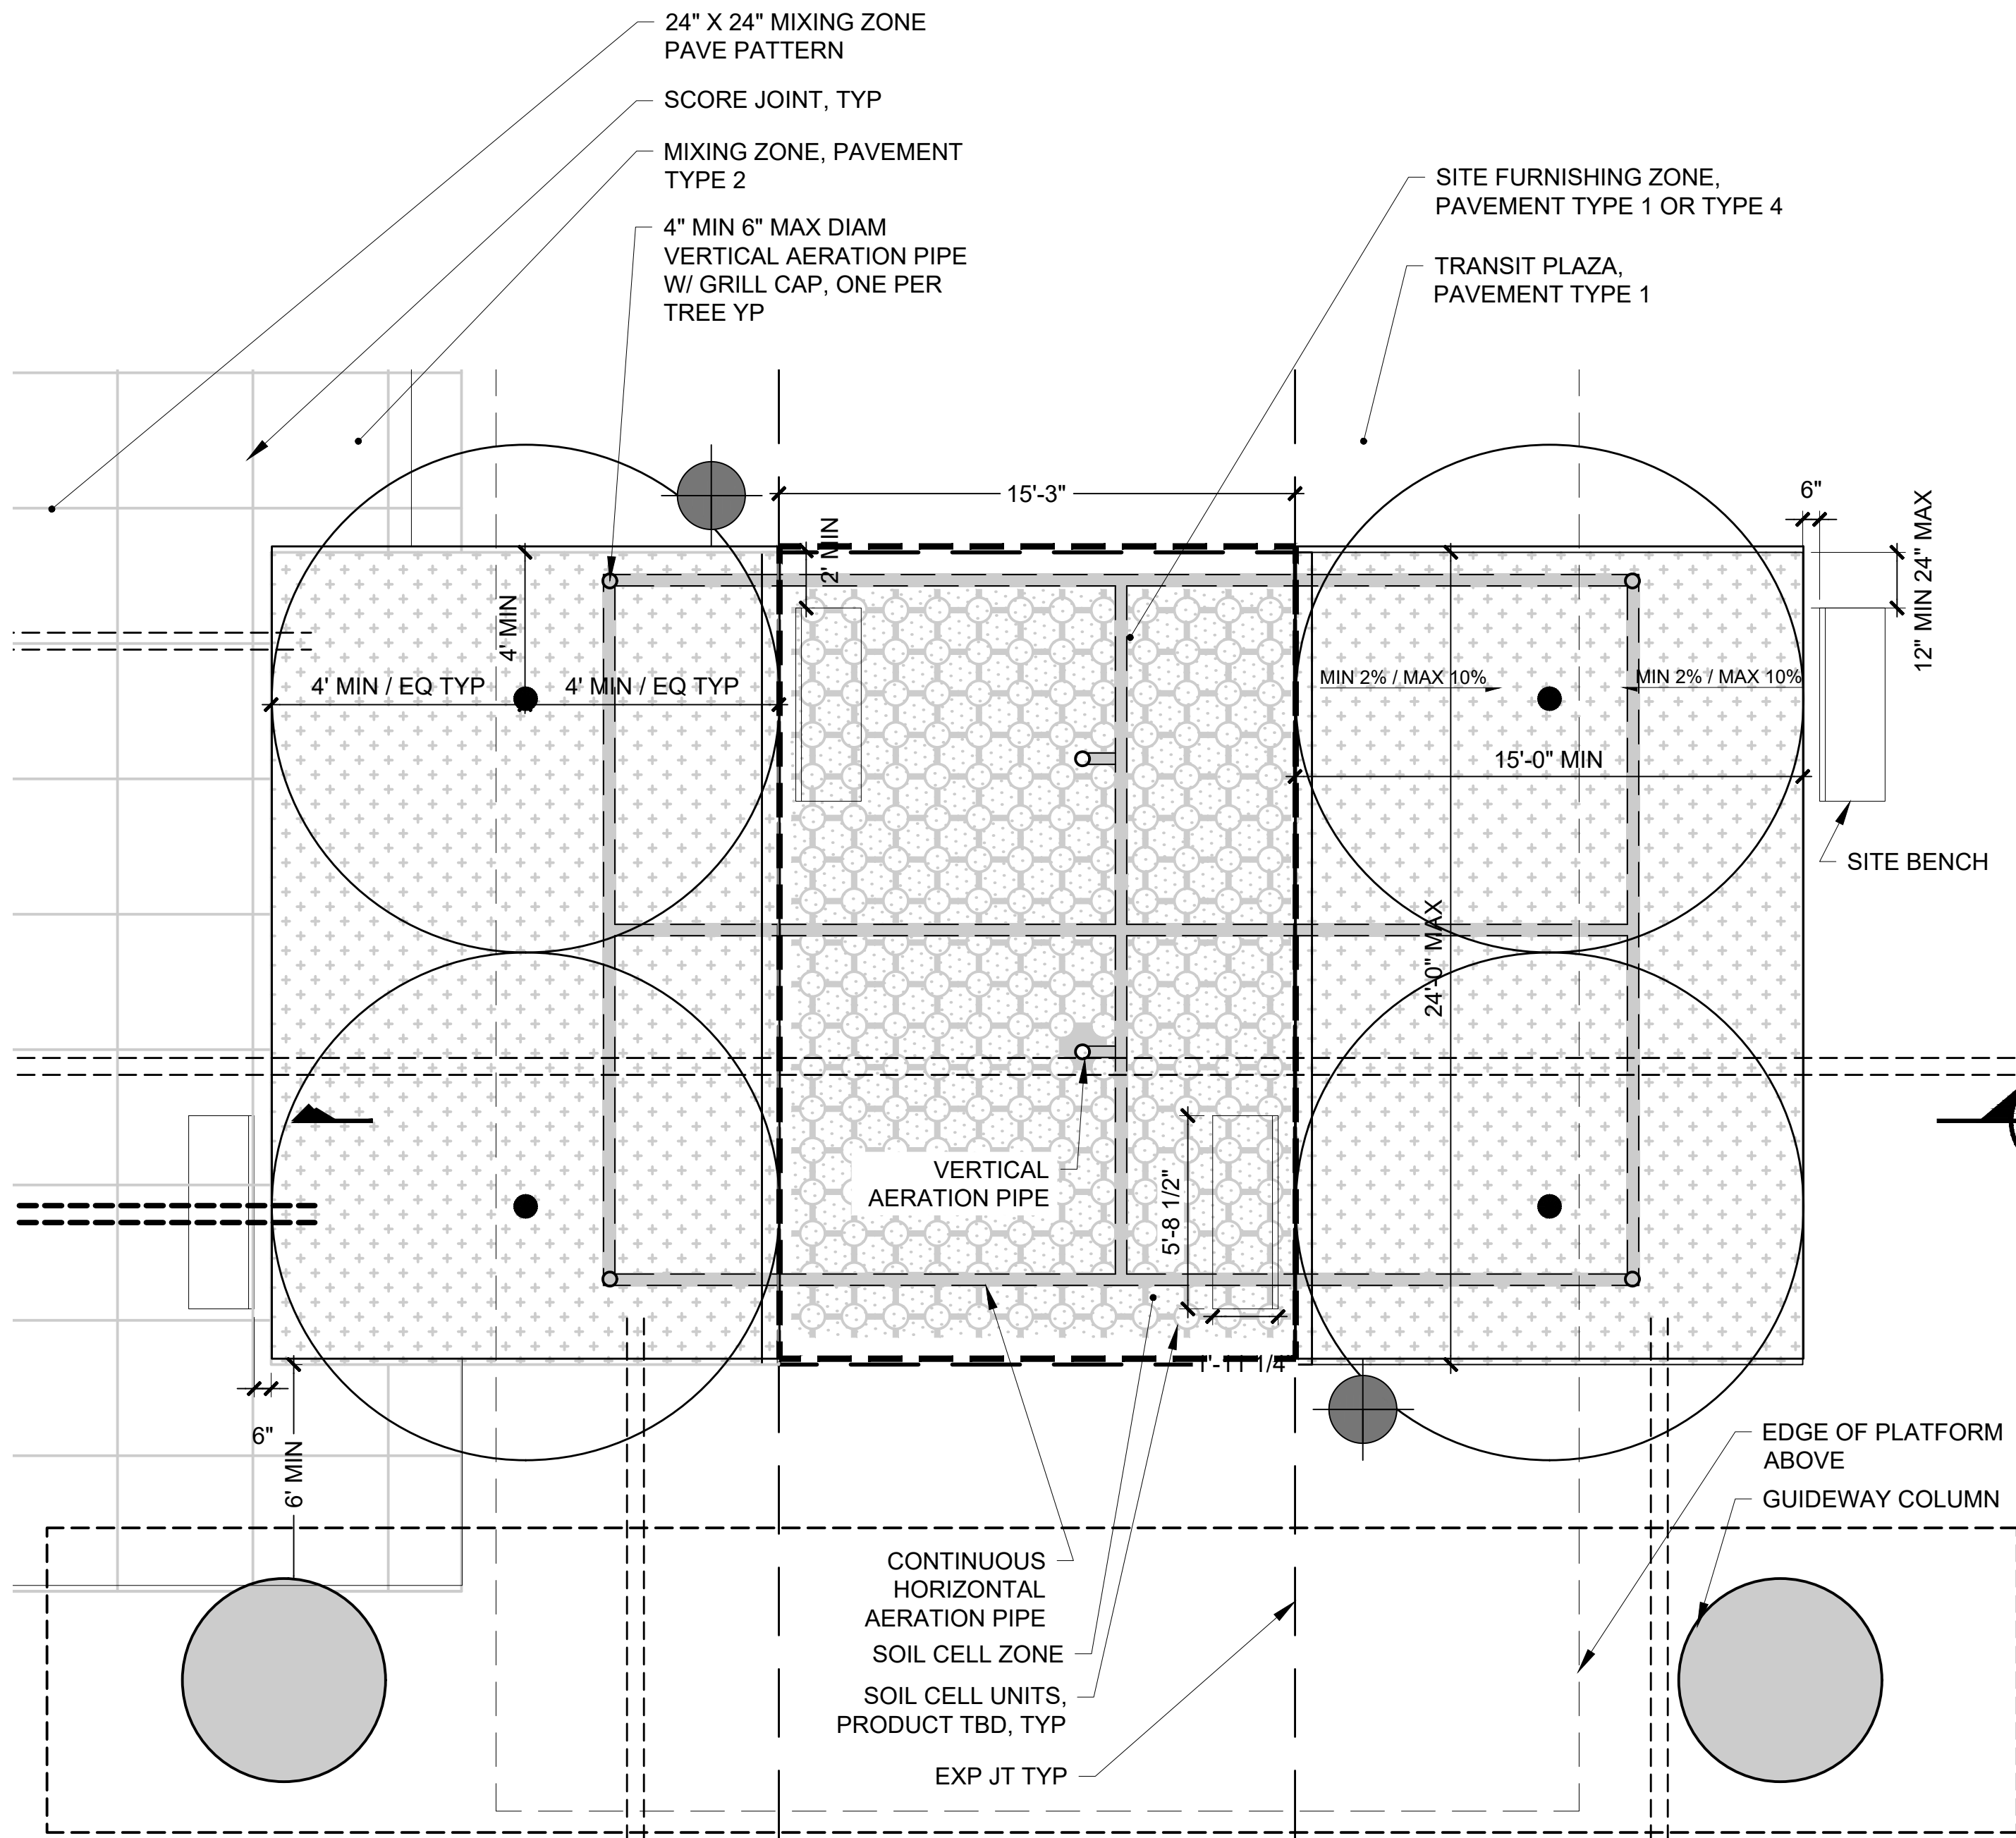 24" X 24" MIXING ZONE
PAVE PATTERN
SCORE JOINT, TYP
MIXING ZONE, PAVEMENT
TYPE 2
4" MIN 6" MAX DIAM
VERTICAL AERATION PIPE
W/ GRILL CAP, ONE PER
TREE YP
SITE FURNISHING ZONE,
PAVEMENT TYPE 1 OR TYPE 4
TRANSIT PLAZA,
PAVEMENT TYPE 1
15'-3"
6"
12" MIN 24" MAX
2' MIN
4' MIN
4' MIN / EQ TYP
4' MIN / EQ TYP
MIN 2% / MAX 10%
MIN 2% / MAX 10%
15'-0" MIN
SITE BENCH
24'-0" MAX
VERTICAL
AERATION PIPE
5'-8 1/2"
1'-11 1/4"
6"
6' MIN
EDGE OF PLATFORM
ABOVE
GUIDEWAY COLUMN
CONTINUOUS
HORIZONTAL
AERATION PIPE
SOIL CELL ZONE
SOIL CELL UNITS,
PRODUCT TBD, TYP
EXP JT TYP